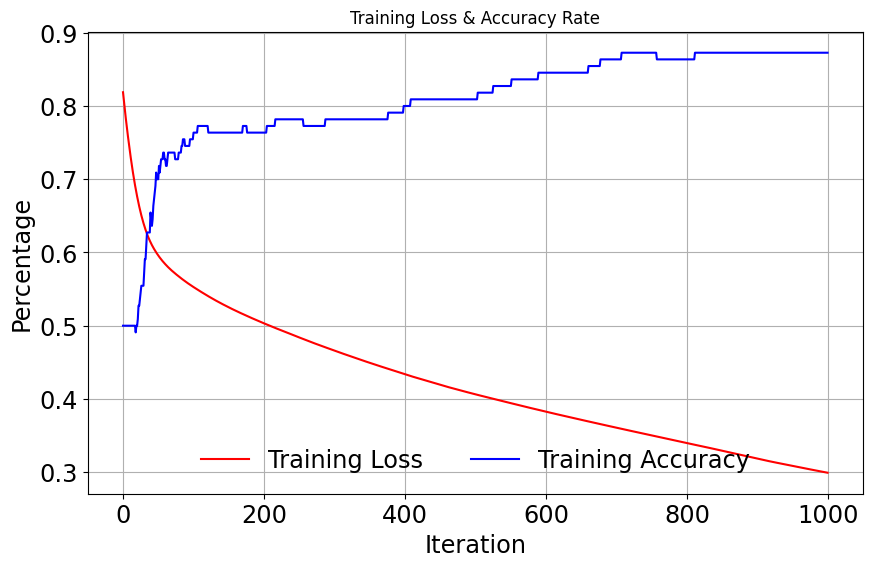 Training Loss & Accuracy Rate
0.9
0.8
0.7
0.6
0.5
0.4
0.3
Percentage
Training Loss Training Accuracy
0 200 400 600 800 1000
Iteration